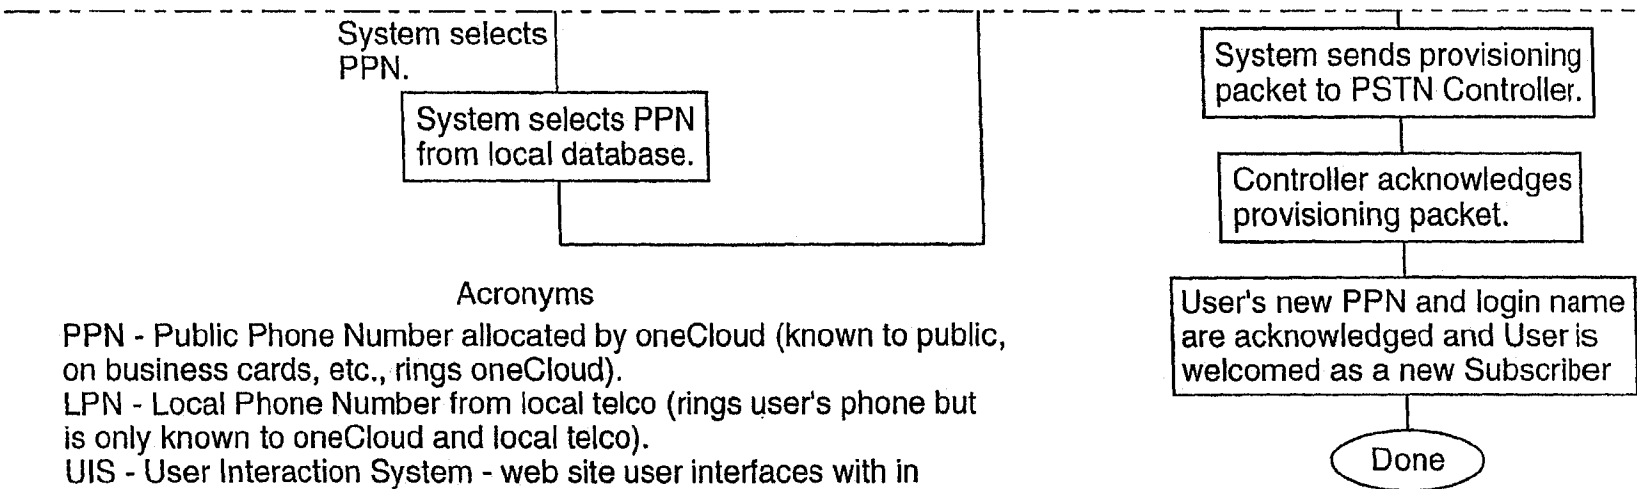 System selects
PPN.
System selects PPN
from local database.
System sends provisioning
packet to PSTN Controller.
Controller acknowledges
provisioning packet.
User's new PPN and login name
are acknowledged and User is
welcomed as a new Subscriber
Done
Acronyms
PPN - Public Phone Number allocated by oneCloud (known to public,
on business cards, etc., rings oneCloud).
LPN - Local Phone Number from local telco (rings user's phone but
is only known to oneCloud and local telco).
UIS - User Interaction System - web site user interfaces with in